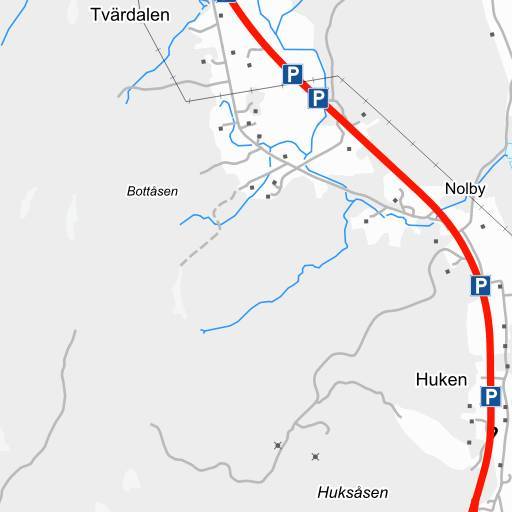 Tvärdalen
P
P
Bottåsen
Nolby
P
Huken
P
Huksåsen